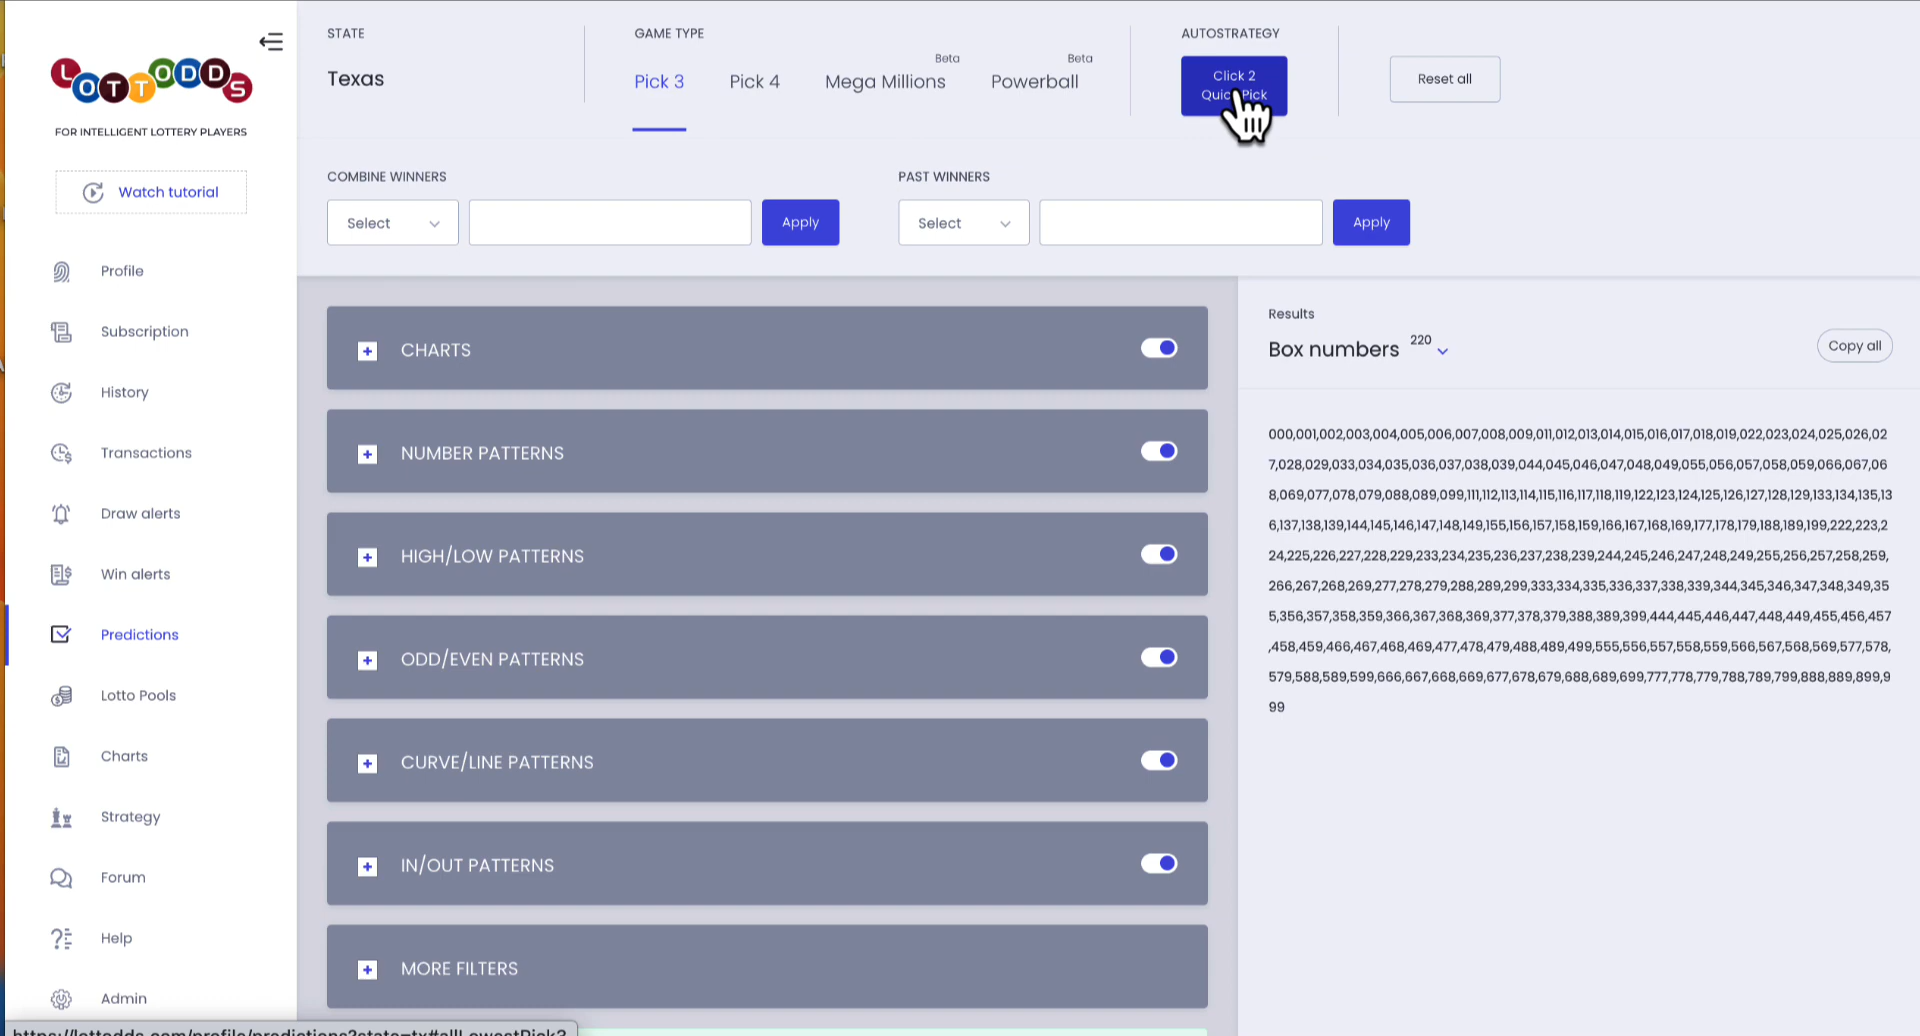 STATE
Texas
GAME TYPE
Pick 3
Pick 4
Beta
Mega Millions
Beta
Powerball
AUTOSTRATEGY
Click 2
Pick
Reset all
LOTTODDS
FOR INTELLIGENT LOTTERY PLAYERS
Watch tutorial
Profile
Subscription
History
Transactions
Draw alerts
Win alerts
Predictions
Lotto Pools
Charts
Strategy
Forum
Help
Admin
COMBINE WINNERS
Select
Apply
PAST WINNERS
Select
Apply
CHARTS
NUMBER PATTERNS
HIGH/LOW PATTERNS
ODD/EVEN PATTERNS
CURVE/LINE PATTERNS
IN/OUT PATTERNS
MORE FILTERS
Results
Box numbers 220
Copy all
000,001,002,003,004,005,006,007,008,009,011,012,013,014,015,016,017,018,019,022,023,024,025,026,02
7,028,029,033,034,035,036,037,038,039,044,045,046,047,048,049,055,056,057,058,059,066,067,06
8,069,077,078,079,088,089,099,111,112,113,114,115,116,117,118,119,122,123,124,125,126,127,128,129,133,134,135,13
6,137,138,139,144,145,146,147,148,149,155,156,157,158,159,166,167,168,169,177,178,179,188,189,199,222,223,2
24,225,226,227,228,229,233,234,235,236,237,238,239,244,245,246,247,248,249,255,256,257,258,259,
266,267,268,269,277,278,279,288,289,299,333,334,335,336,337,338,339,344,345,346,347,348,349,35
5,356,357,358,359,366,367,368,369,377,378,379,388,389,399,444,445,446,447,448,449,455,456,457
,458,459,466,467,468,469,477,478,479,488,489,499,555,556,557,558,559,566,567,568,569,577,578,
579,588,589,599,666,667,668,669,677,678,679,688,689,699,777,778,779,788,789,799,888,889,899,9
99
https://lottodds.com/profile/predictions?state=tx#allLowestPick3